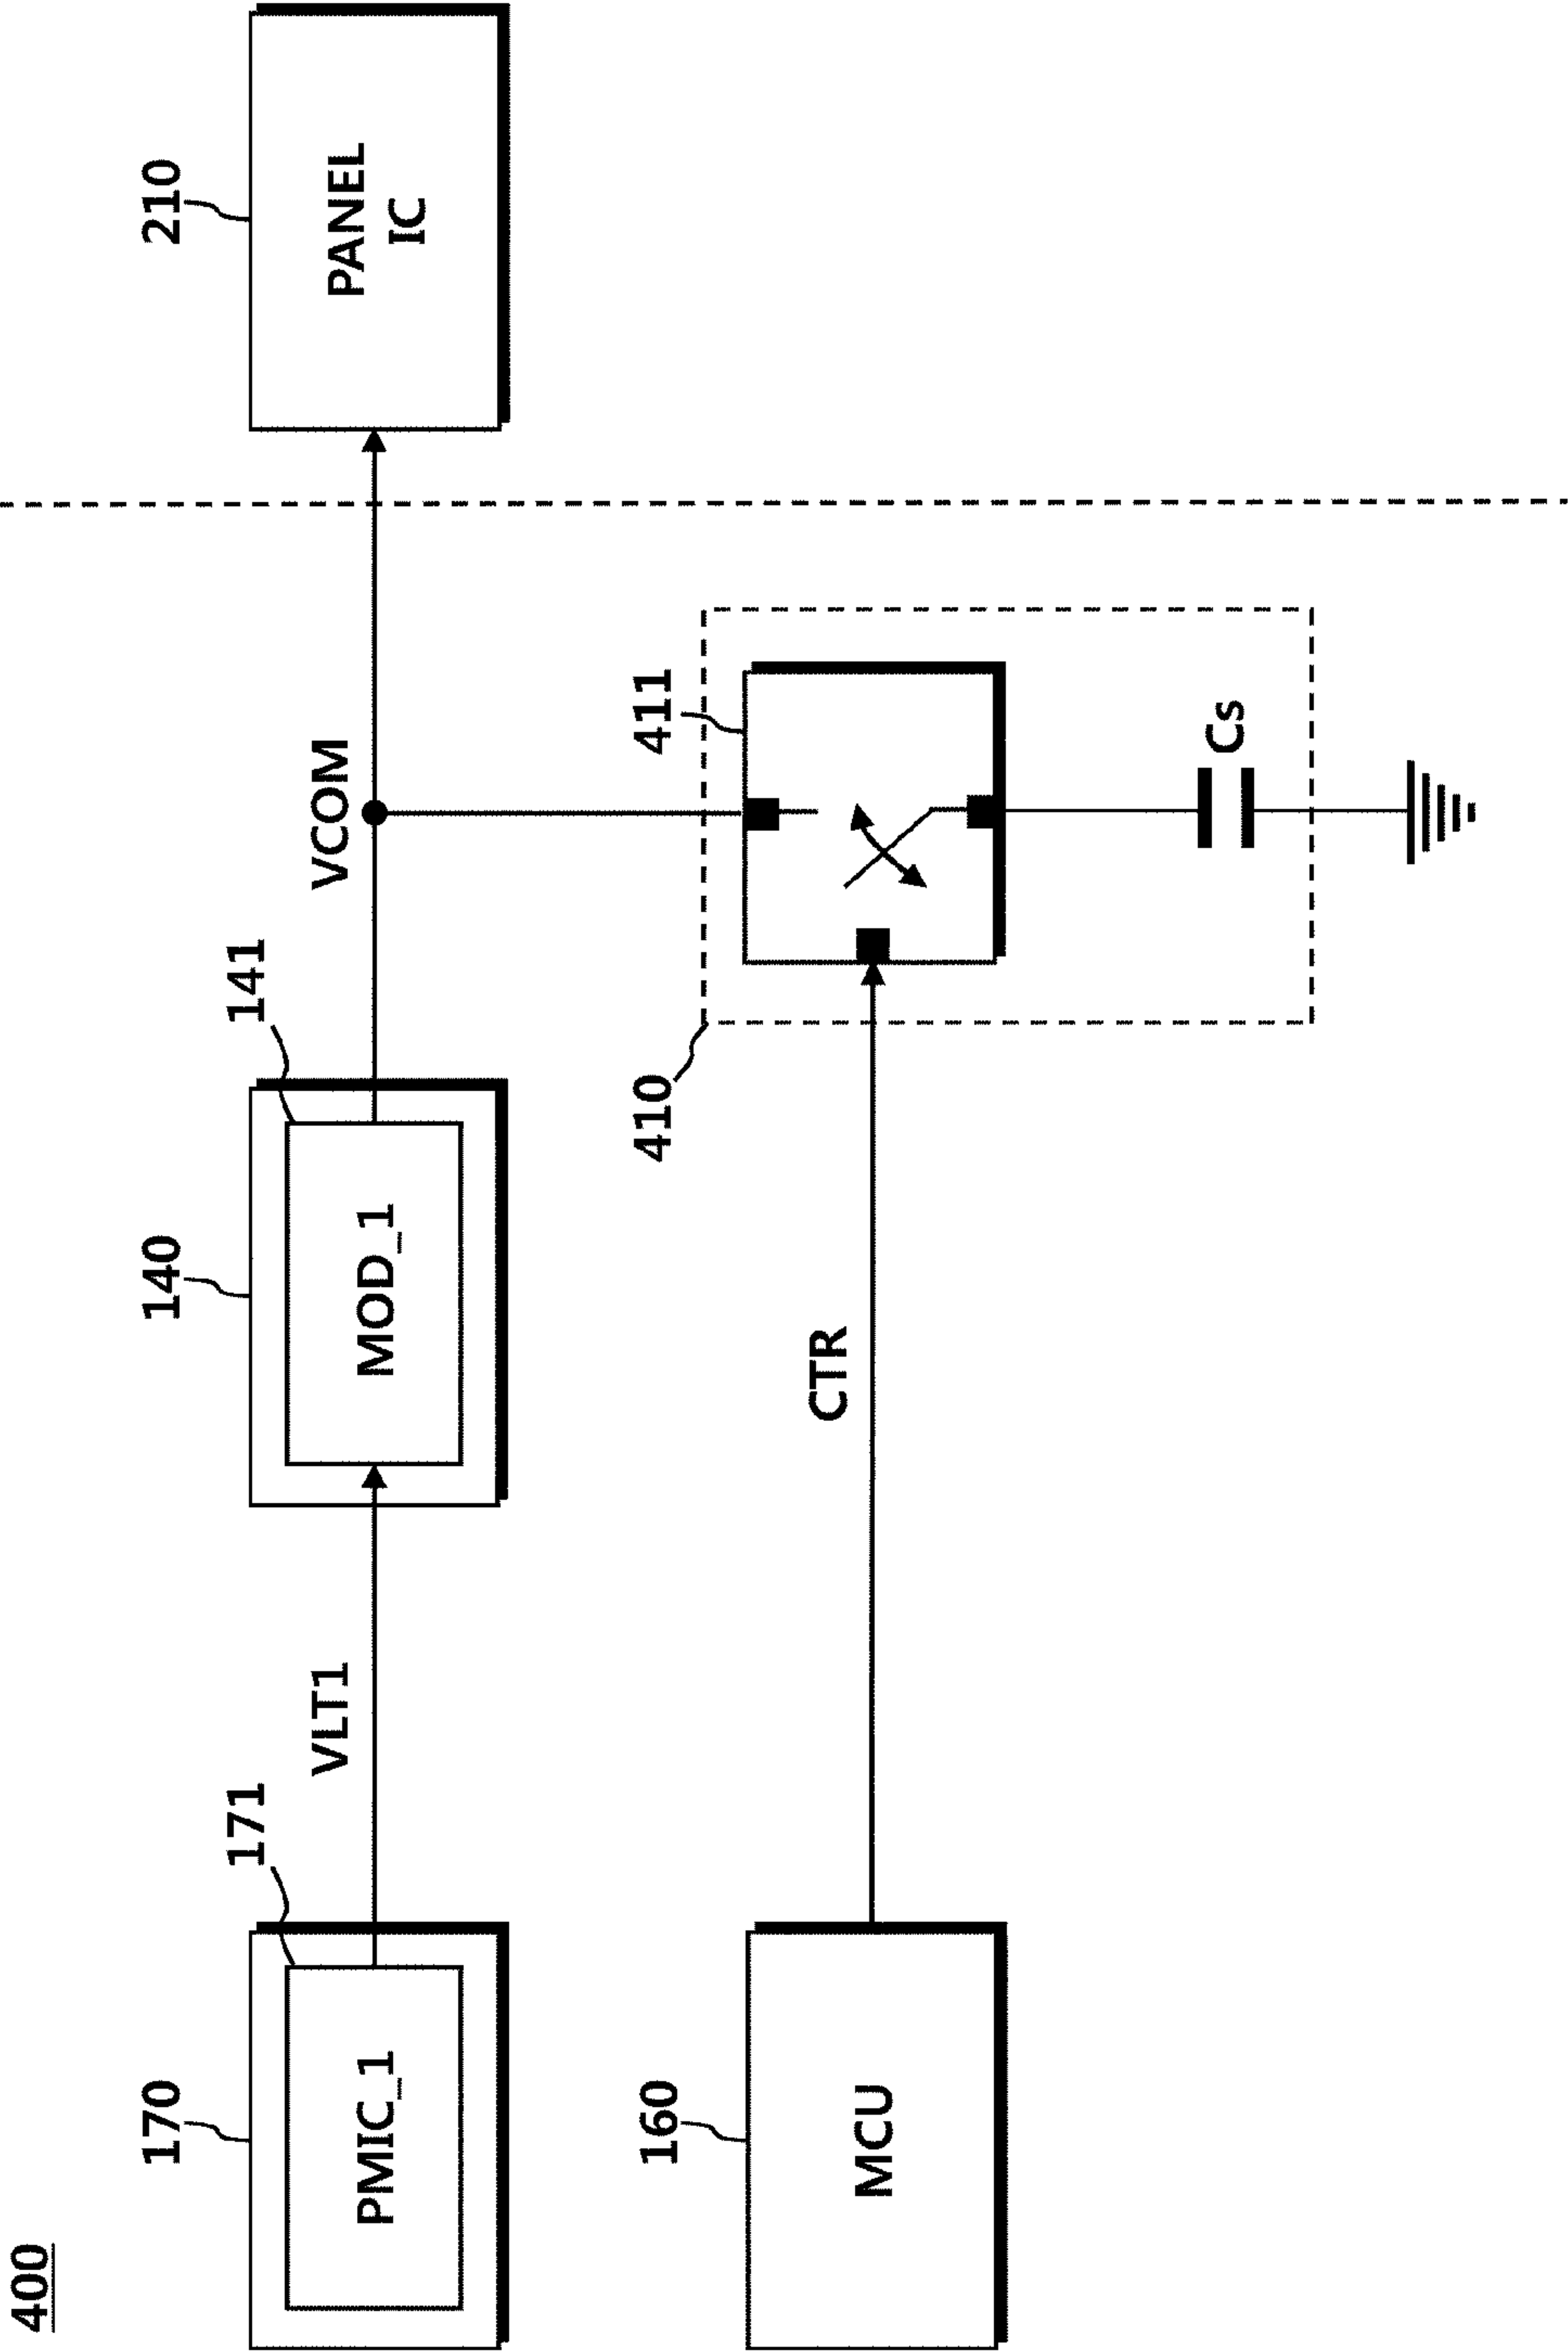 400
170
171
140
141
210
PMIC_1
VLT1
MOD_1
VCOM
PANEL
IC
160
410
411
MCU
CTR
Cs